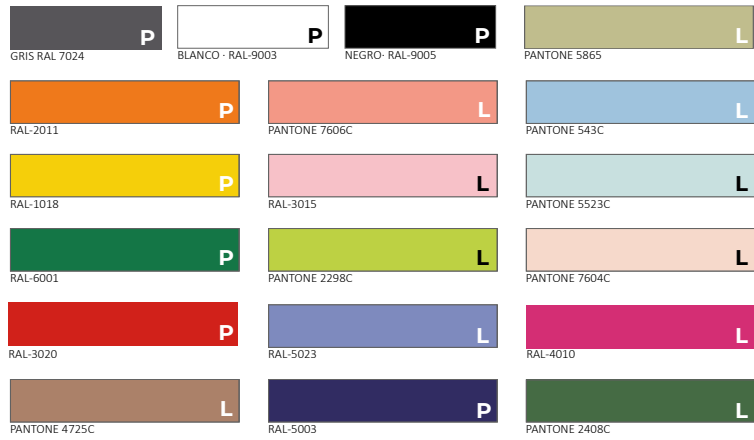 P P P L
GRIS RAL 7024 BLANCO · RAL-9003 NEGRO· RAL-9005 PANTONE 5865
P L L
RAL-2011 PANTONE 7606C PANTONE 543C
P L L
RAL-1018 RAL-3015 PANTONE 5523C
P L L
RAL-6001 PANTONE 2298C PANTONE 7604C
P L L
RAL-3020 RAL-5023 RAL-4010
L P L
PANTONE 4725C RAL-5003 PANTONE 2408C